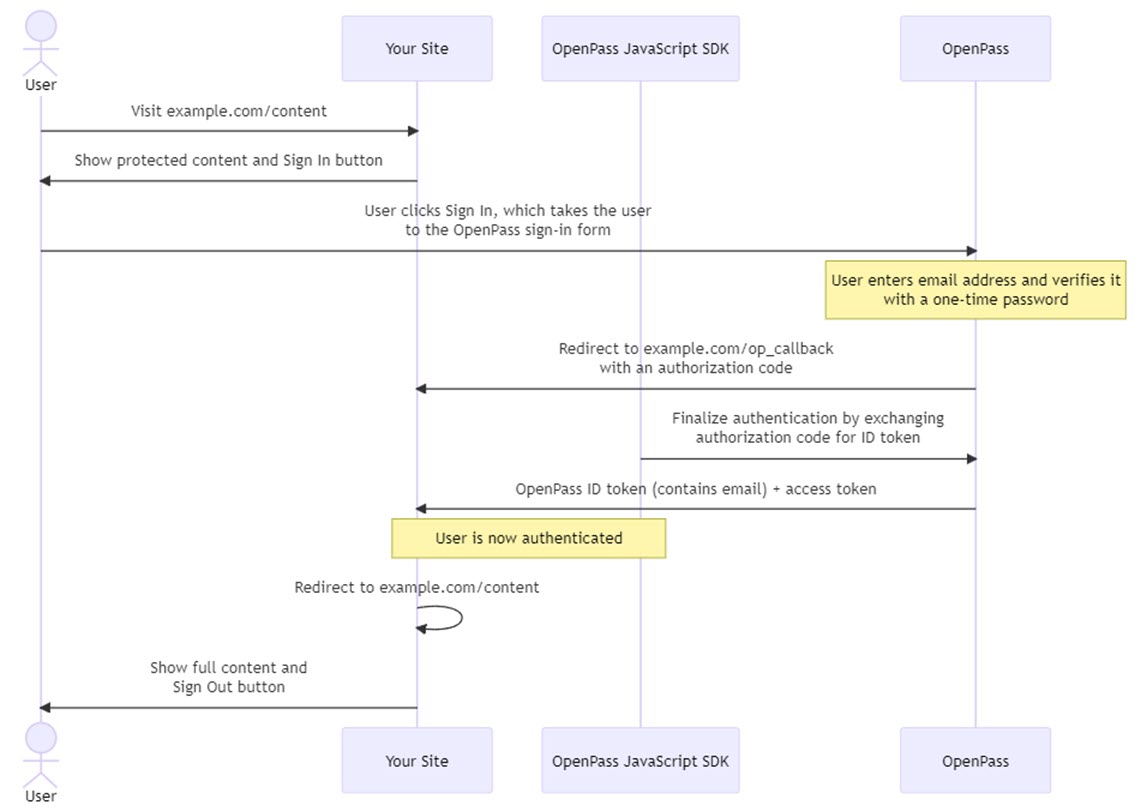 User
Your Site
OpenPass JavaScript SDK
OpenPass
Visit example.com/content
Show protected content and Sign In button
User clicks Sign In, which takes the user
to the OpenPass sign-in form
User enters email address and verifies it
with a one-time password
Redirect to example.com/op_callback
with an authorization code
Finalize authentication by exchanging
authorization code for ID token
OpenPass ID token (contains email) + access token
User is now authenticated
Redirect to example.com/content
Show full content and
Sign Out button
User
Your Site
OpenPass JavaScript SDK
OpenPass